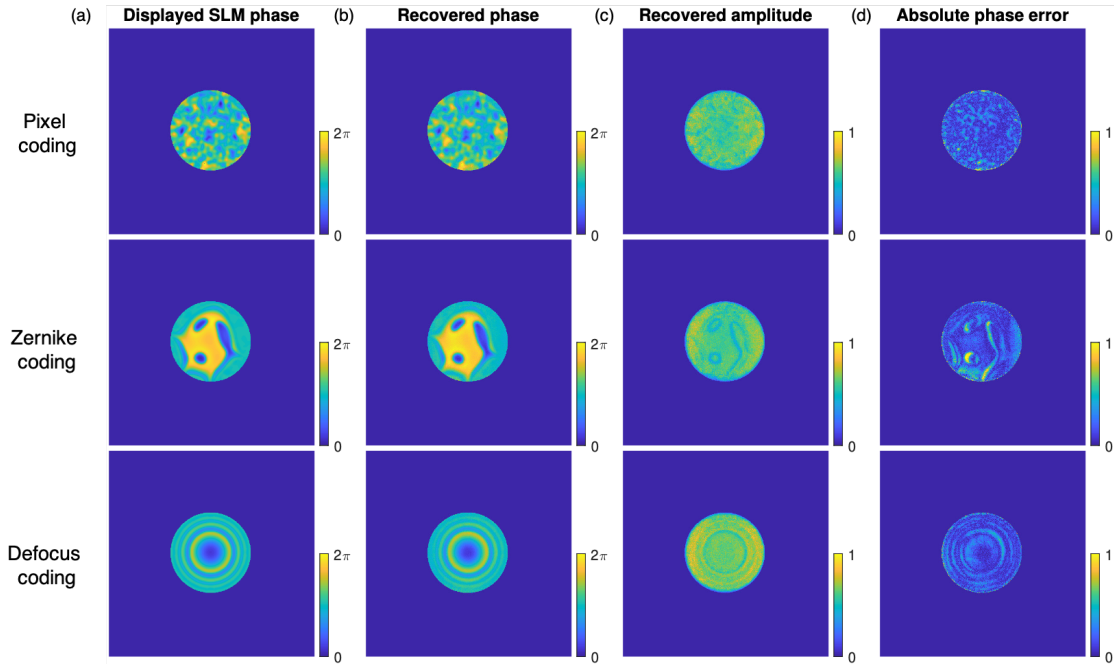 (a) Displayed SLM phase
(b) Recovered phase
(c) Recovered amplitude
(d) Absolute phase error
Pixel
coding
2π
0
2π
0
1
0
1
0
Zernike
coding
2π
0
2π
0
1
0
1
0
Defocus
coding
2π
0
2π
0
1
0
1
0